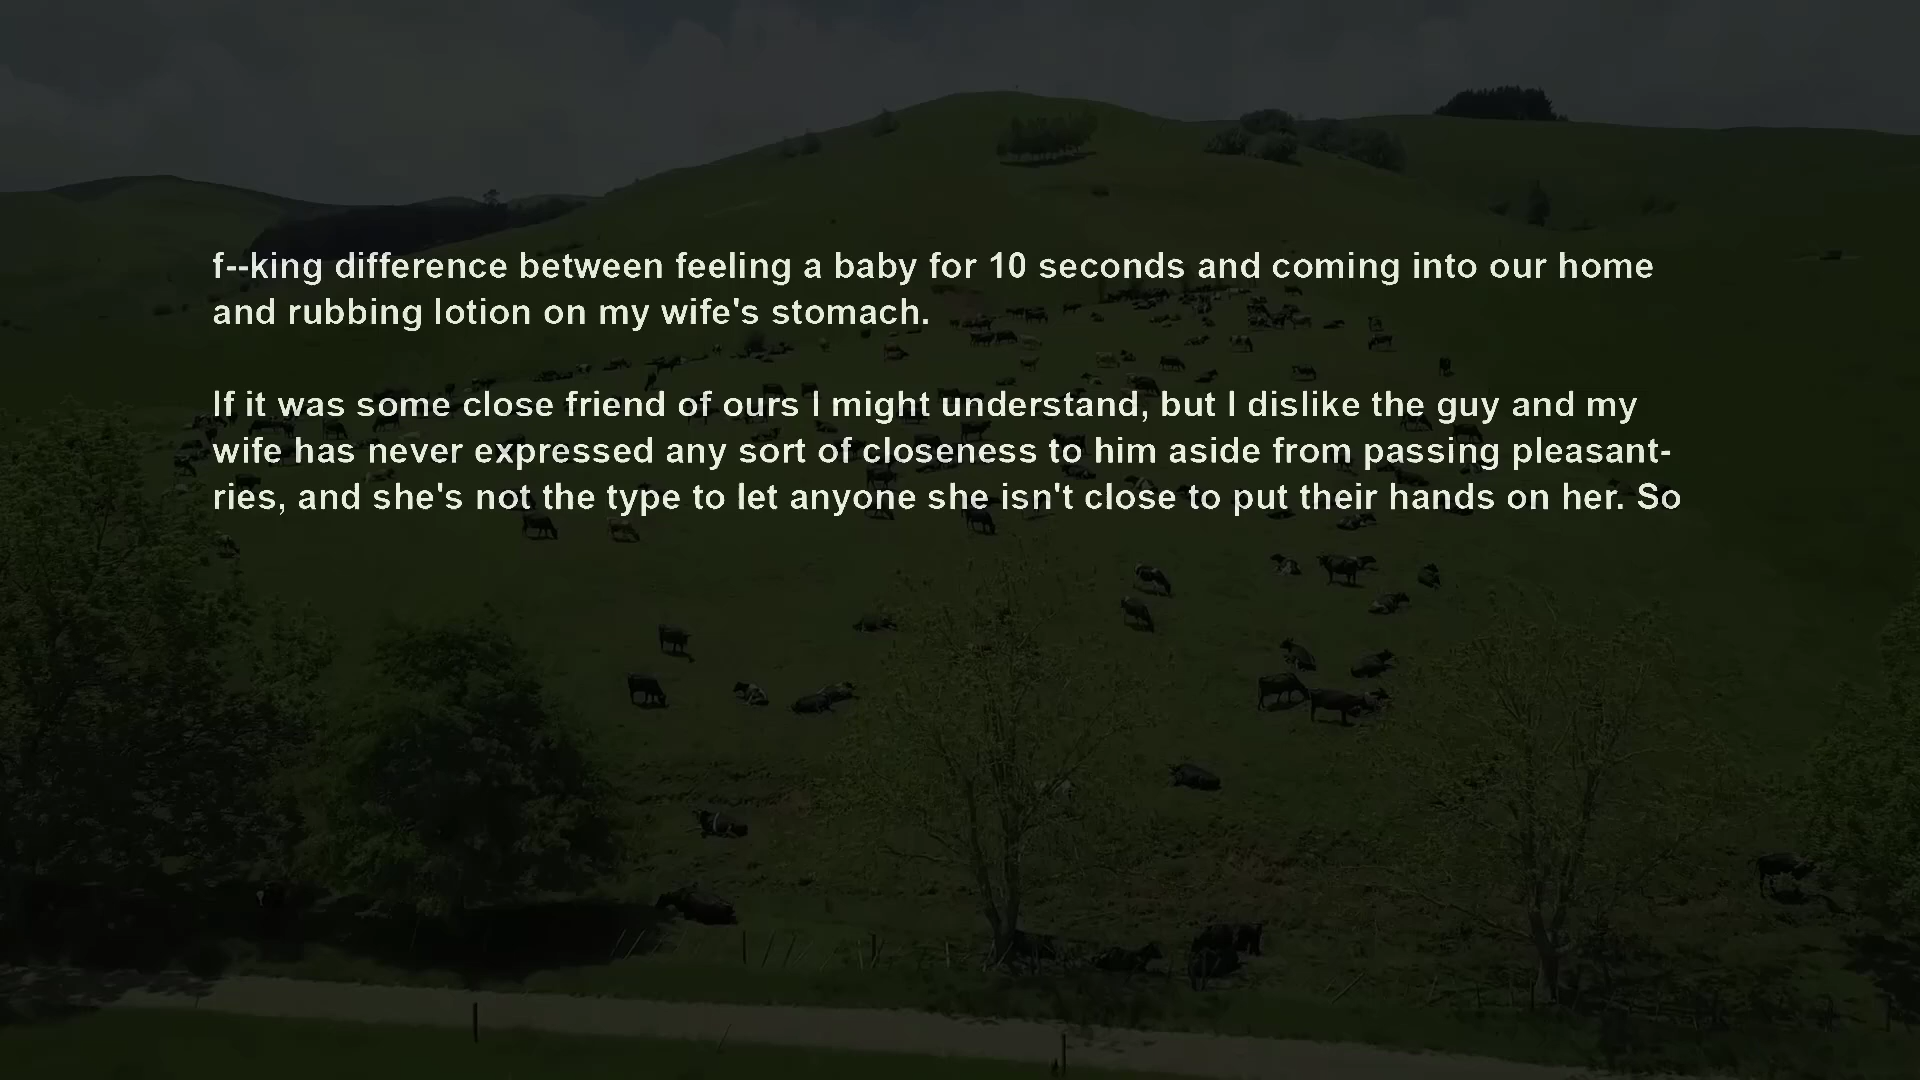 f--king difference between feeling a baby for 10 seconds and coming into our home
and rubbing lotion on my wife's stomach.
If it was some close friend of ours I might understand, but I dislike the guy and my
wife has never expressed any sort of closeness to him aside from passing pleasant-
ries, and she's not the type to let anyone she isn't close to put their hands on her. So